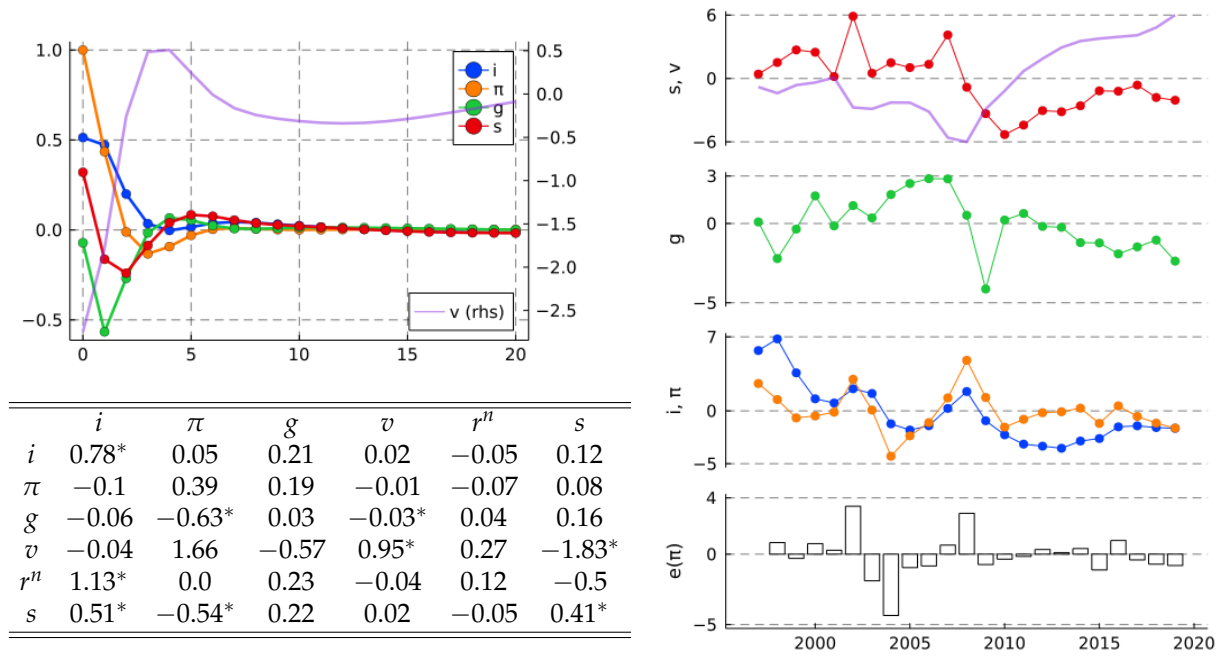 1.0
0.5
0.0
−0.5
0.5
0.0
−0.5
−1.0
−1.5
−2.0
−2.5
i
π
g
s
v (rhs)
0 5 10 15 20
i π g v rⁿ s
i 0.78* 0.05 0.21 0.02 −0.05 0.12
π −0.1 0.39 0.19 −0.01 −0.07 0.08
g −0.06 −0.63* 0.03 −0.03* 0.04 0.16
v −0.04 1.66 −0.57 0.95* 0.27 −1.83*
rⁿ 1.13* 0.0 0.23 −0.04 0.12 −0.5
s 0.51* −0.54* 0.22 0.02 −0.05 0.41*
6
0
−6
s, v
3
0
−5
g
7
0
−5
i, π
4
0
−5
e(π)
2000 2005 2010 2015 2020